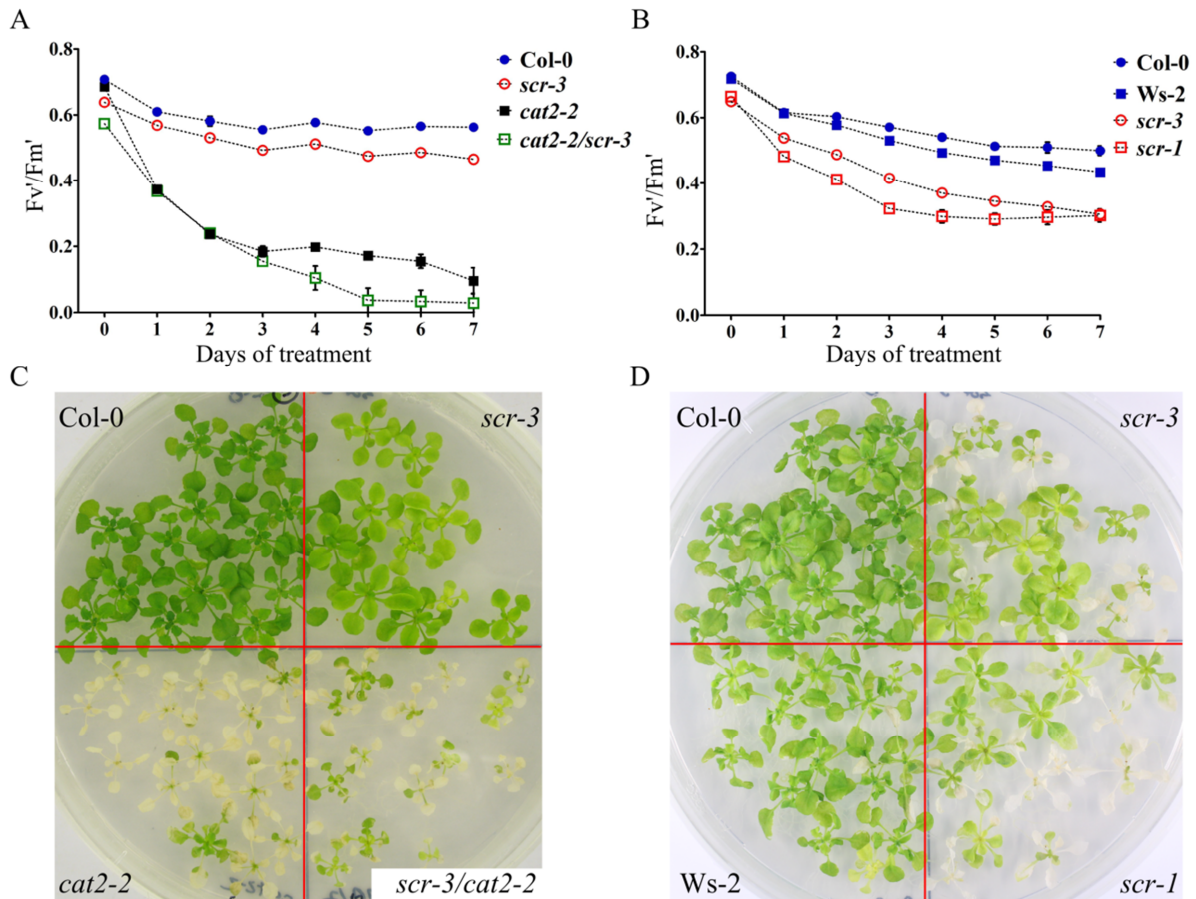 A
B
0.8
0.6
0.4
0.2
0.0
Fv'/Fm'
0 1 2 3 4 5 6 7
Days of treatment
Col-0
scr-3
cat2-2
cat2-2/scr-3
0.8
0.6
0.4
0.2
0.0
Fv'/Fm'
0 1 2 3 4 5 6 7
Days of treatment
Col-0
Ws-2
scr-3
scr-1
C
D
Col-0
scr-3
cat2-2
scr-3/cat2-2
Col-0
scr-3
Ws-2
scr-1